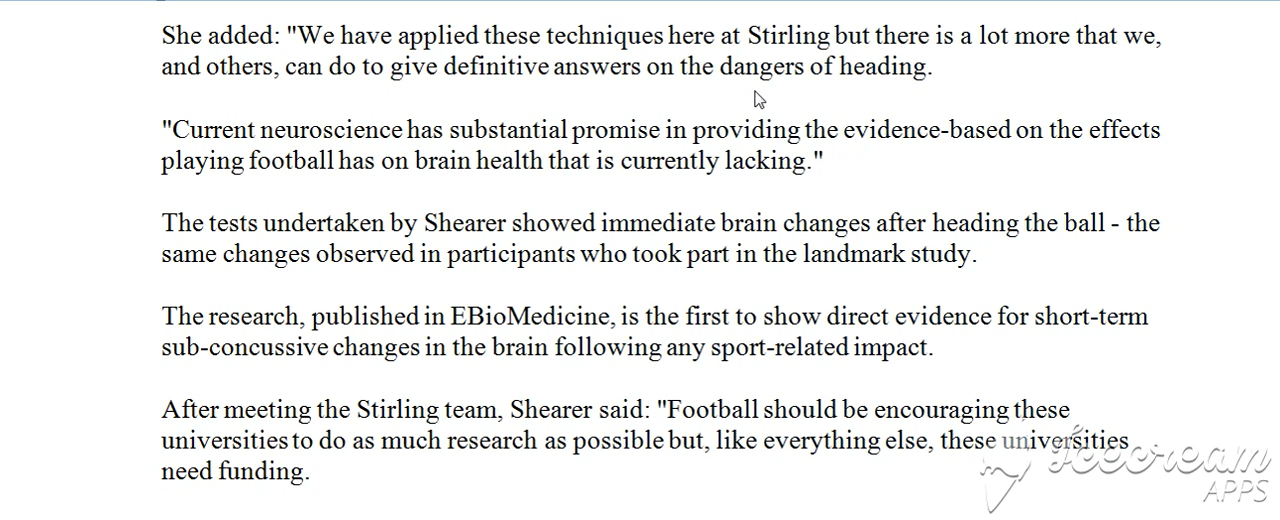 She added: "We have applied these techniques here at Stirling but there is a lot more that we,
and others, can do to give definitive answers on the dangers of heading.
"Current neuroscience has substantial promise in providing the evidence-based on the effects
playing football has on brain health that is currently lacking."
The tests undertaken by Shearer showed immediate brain changes after heading the ball - the
same changes observed in participants who took part in the landmark study.
The research, published in EBioMedicine, is the first to show direct evidence for short-term
sub-concussive changes in the brain following any sport-related impact.
After meeting the Stirling team, Shearer said: "Football should be encouraging these
universities to do as much research as possible but, like everything else, these universities
need funding.
Icecream
APPS